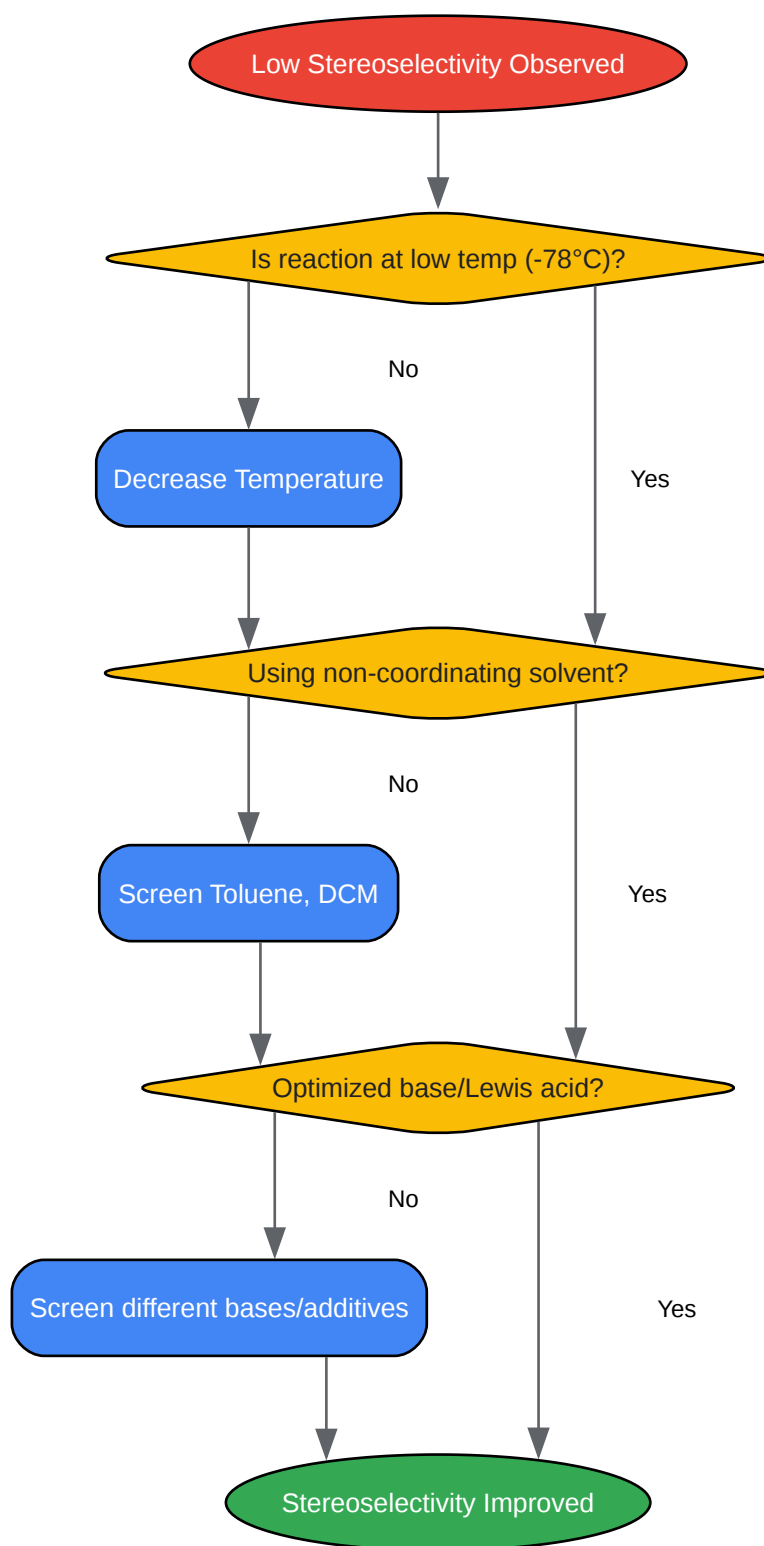 Low Stereoselectivity Observed
Is reaction at low temp (-78°C)?
No
Decrease Temperature
Yes
Using non-coordinating solvent?
No
Screen Toluene, DCM
Yes
Optimized base/Lewis acid?
No
Screen different bases/additives
Yes
Stereoselectivity Improved